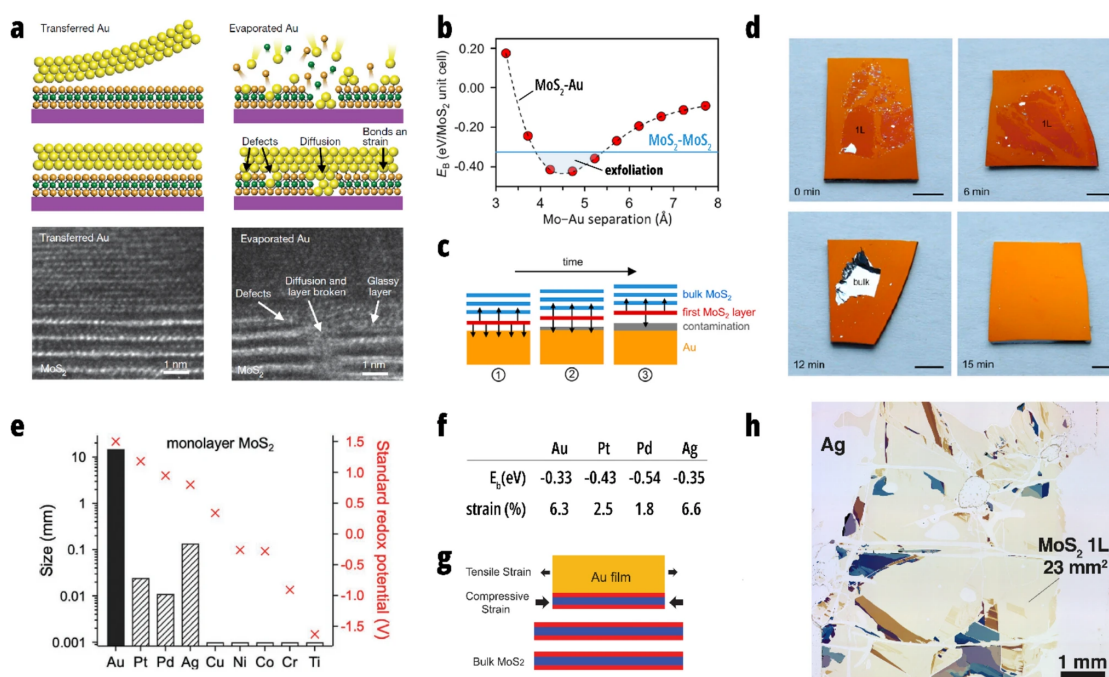 a
Transferred Au
Evaporated Au
Defects
Diffusion
Bonds an
strain
Transferred Au
MoS2
1 nm
Evaporated Au
Defects
Diffusion and
layer broken
Glassy
layer
MoS2
1 nm
b
E_B (eV/MoS2 unit cell)
0.20
0.00
-0.20
-0.40
MoS2-Au
MoS2-MoS2
exfoliation
3 4 5 6 7 8
Mo–Au separation (Å)
c
time
bulk MoS2
first MoS2 layer
contamination
Au
① ② ③
d
1L
0 min
1L
6 min
bulk
12 min
15 min
e
monolayer MoS2
Size (mm)
10
1
0.1
0.01
0.001
Standard redox potential (V)
1.5
1.0
0.5
0.0
-0.5
-1.0
-1.5
Au Pt Pd Ag Cu Ni Co Cr Ti
f
Au Pt Pd Ag
Eb(eV) -0.33 -0.43 -0.54 -0.35
strain (%) 6.3 2.5 1.8 6.6
g
Tensile Strain
Au film
Compressive
Strain
Bulk MoS2
h
Ag
MoS2 1L
23 mm²
1 mm